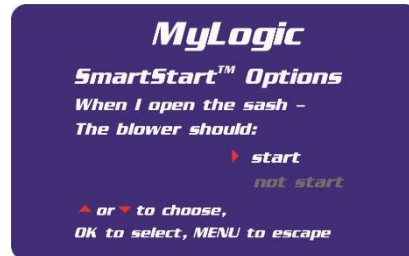 MyLogic
SmartStart™ Options
When I open the sash –
The blower should:
start
not start
or to choose,
OK to select, MENU to escape